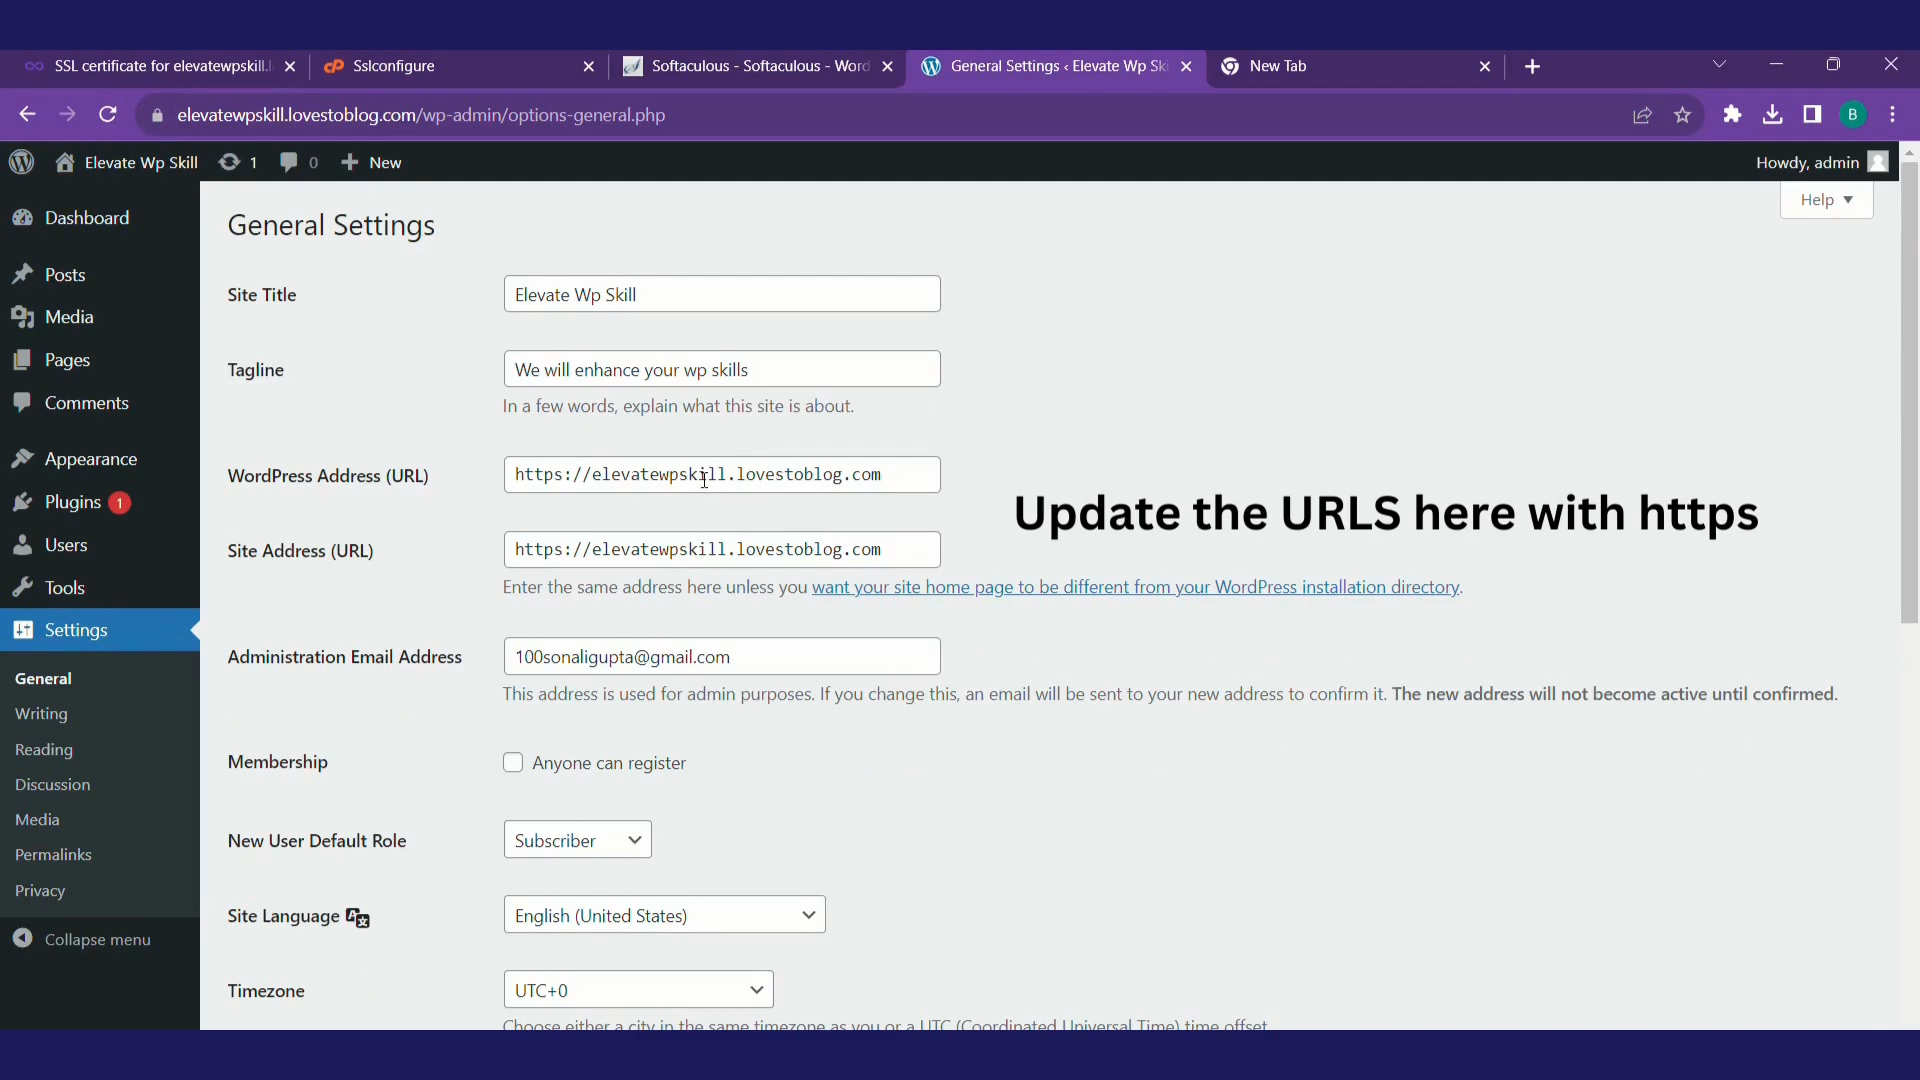 SSL certificate for elevatewpskill.l
Sslconfigure
Softaculous - Softaculous - Word
General Settings ‹ Elevate Wp Ski
New Tab
elevatewpskill.lovestoblog.com/wp-admin/options-general.php
B
Elevate Wp Skill
1
0
New
Howdy, admin
Help
Dashboard
Posts
Media
Pages
Comments
Appearance
Plugins 1
Users
Tools
Settings
General
Writing
Reading
Discussion
Media
Permalinks
Privacy
Collapse menu
General Settings
Site Title
Elevate Wp Skill
Tagline
We will enhance your wp skills
In a few words, explain what this site is about.
WordPress Address (URL)
https://elevatewpskill.lovestoblog.com
Update the URLS here with https
Site Address (URL)
https://elevatewpskill.lovestoblog.com
Enter the same address here unless you want your site home page to be different from your WordPress installation directory.
Administration Email Address
100sonaligupta@gmail.com
This address is used for admin purposes. If you change this, an email will be sent to your new address to confirm it. The new address will not become active until confirmed.
Membership
Anyone can register
New User Default Role
Subscriber
Site Language
English (United States)
Timezone
UTC+0
Choose either a city in the same timezone as you or a UTC (Coordinated Universal Time) time offset.